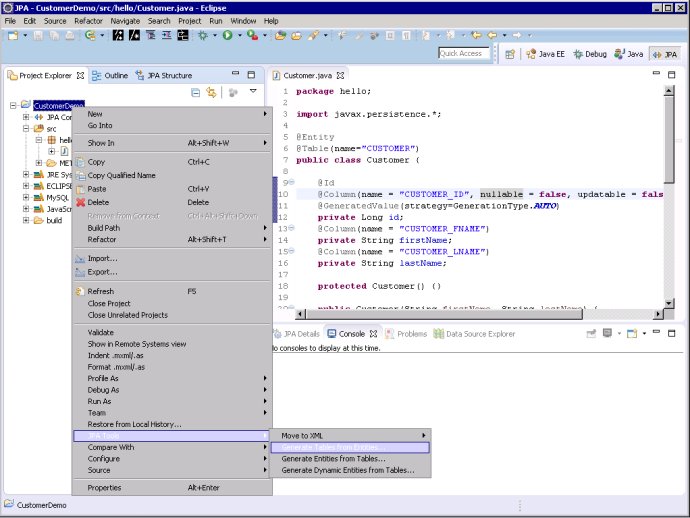 JPA - CustomerDemo/src/hello/Customer.java - Eclipse
File Edit Source Refactor Navigate Search Project Run Window Help
Quick Access
Java EE Debug Java JPA
Project Explorer Outline JPA Structure
CustomerDemo
JPA Con
src
hello
J
MET
JRE Sys
ECLIPSE
MySQL
JavaScr
build
New
Go Into
Show In Alt+Shift+W
Copy Ctrl+C
Copy Qualified Name
Paste Ctrl+V
Delete Delete
Remove from Context Ctrl+Alt+Shift+Down
Build Path
Refactor Alt+Shift+T
Import...
Export...
Refresh F5
Close Project
Close Unrelated Projects
Validate
Show in Remote Systems view
Indent .mxml/.as
Format .mxml/.as
Profile As
Debug As
Run As
Team
Restore from Local History...
JPA Tools
Compare With
Configure
Source
Properties Alt+Enter
Move to XML
Generate Tables from Entities...
Generate Entities from Tables...
Generate Dynamic Entities from Tables...
Customer.java
1 package hello;
2
3 import javax.persistence.*;
4
5 @Entity
6 @Table(name="CUSTOMER")
7 public class Customer {
8
9 @Id
10 @Column(name = "CUSTOMER_ID", nullable = false, updatable = fals
11 @GeneratedValue(strategy=GenerationType.AUTO)
12 private Long id;
13 @Column(name = "CUSTOMER_FNAME")
14 private String firstName;
15 @Column(name = "CUSTOMER_LNAME")
16 private String lastName;
17
18 protected Customer() {}
19
20 public Customer(String firstName, String lastName) {
JPA Details Console Problems Data Source Explorer
o consoles to display at this time.
CustomerDemo